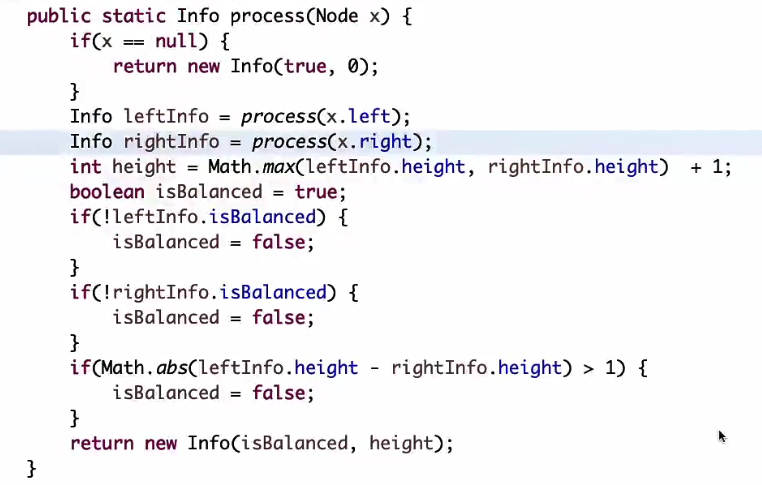 public static Info process(Node x) {
    if(x == null) {
        return new Info(true, 0);
    }
    Info leftInfo = process(x.left);
    Info rightInfo = process(x.right);
    int height = Math.max(leftInfo.height, rightInfo.height)  + 1;
    boolean isBalanced = true;
    if(!leftInfo.isBalanced) {
        isBalanced = false;
    }
    if(!rightInfo.isBalanced) {
        isBalanced = false;
    }
    if(Math.abs(leftInfo.height - rightInfo.height) > 1) {
        isBalanced = false;
    }
    return new Info(isBalanced, height);
}